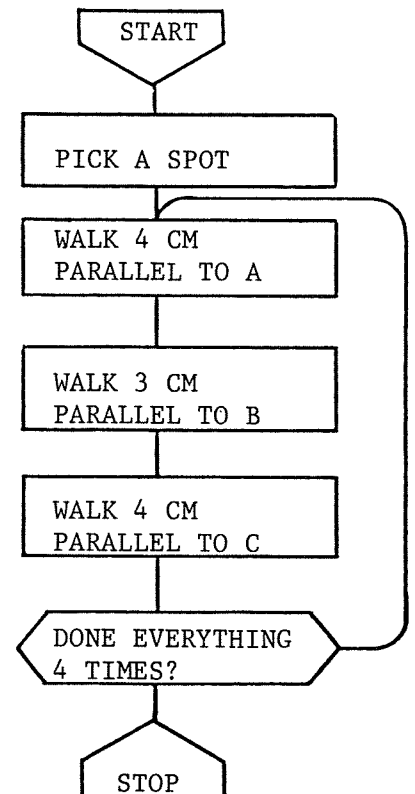 START
PICK A SPOT
WALK 4 CM
PARALLEL TO A
WALK 3 CM
PARALLEL TO B
WALK 4 CM
PARALLEL TO C
DONE EVERYTHING
4 TIMES?
STOP